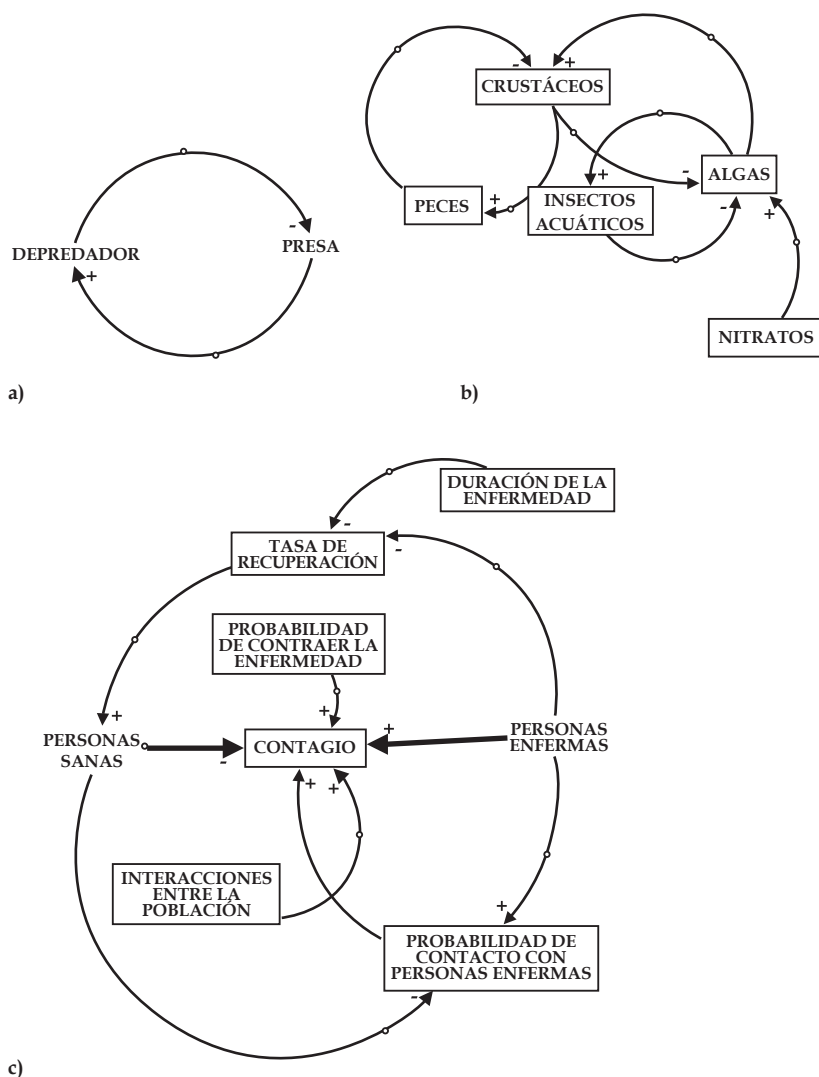 DEPREDADOR
+
-
PRESA
a)
-
+
CRUSTÁCEOS
PECES
+
+
INSECTOS
ACUÁTICOS
-
ALGAS
-
+
NITRATOS
b)
DURACIÓN DE LA
ENFERMEDAD
-
TASA DE
RECUPERACIÓN
-
PROBABILIDAD
DE CONTRAER LA
ENFERMEDAD
+
+
PERSONAS
SANAS
-
CONTAGIO
+
PERSONAS
ENFERMAS
+
+
INTERACCIONES
ENTRE LA
POBLACIÓN
+
PROBABILIDAD DE
CONTACTO CON
PERSONAS ENFERMAS
-
c)